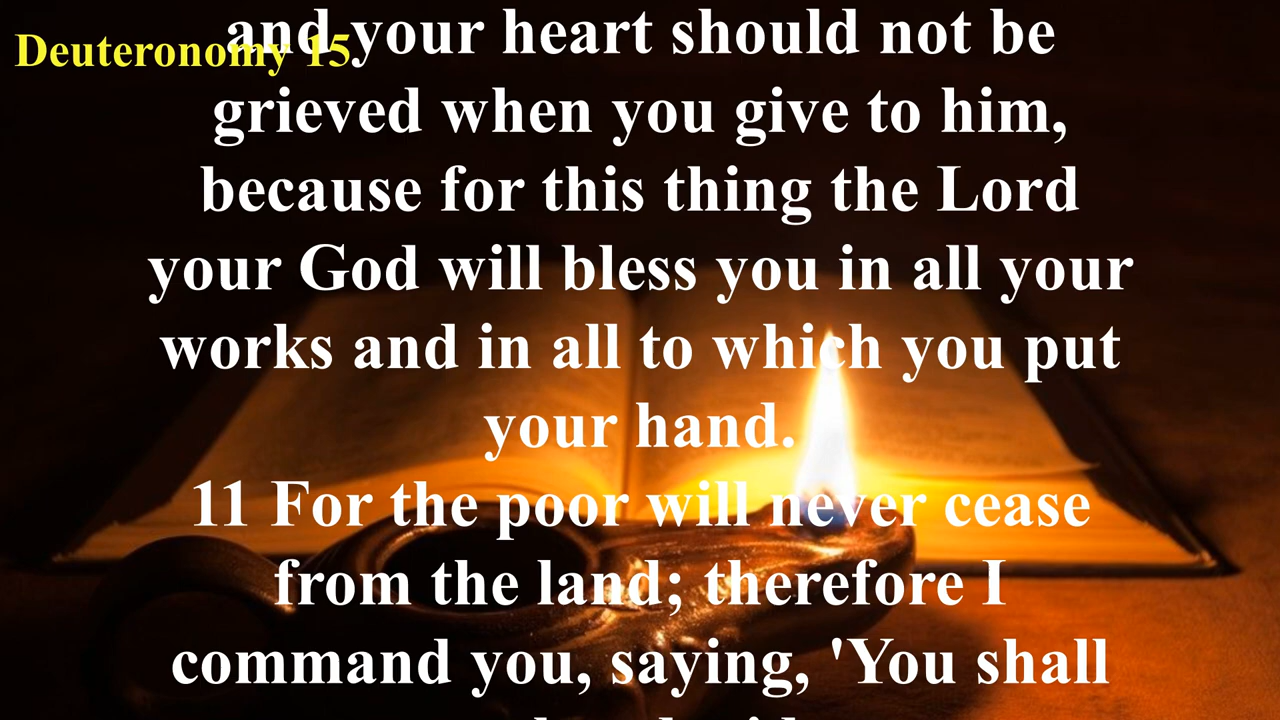 Deuteronomy 15
and your heart should not be
grieved when you give to him,
because for this thing the Lord
your God will bless you in all your
works and in all to which you put
your hand.
11 For the poor will never cease
from the land; therefore I
command you, saying, 'You shall